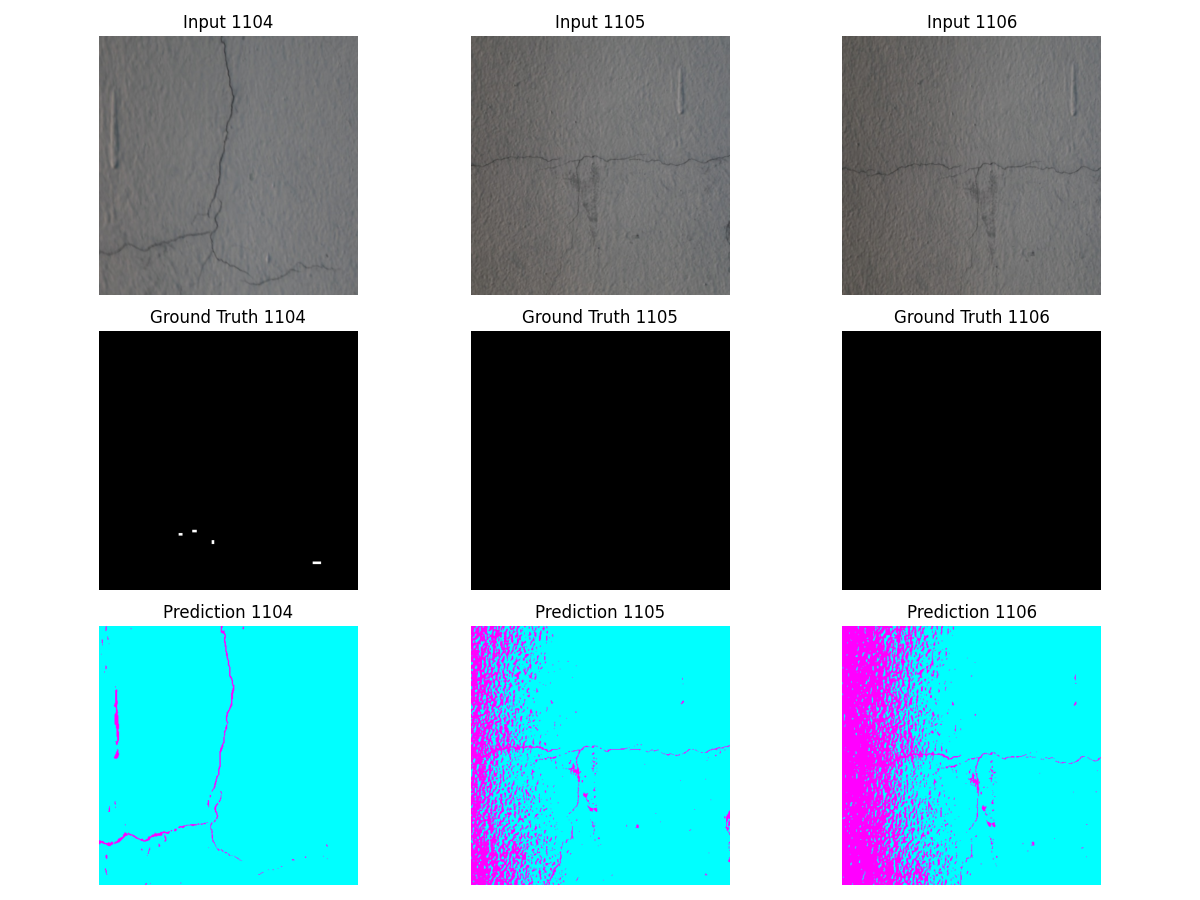 Input 1104
Input 1105
Input 1106
Ground Truth 1104
Ground Truth 1105
Ground Truth 1106
Prediction 1104
Prediction 1105
Prediction 1106